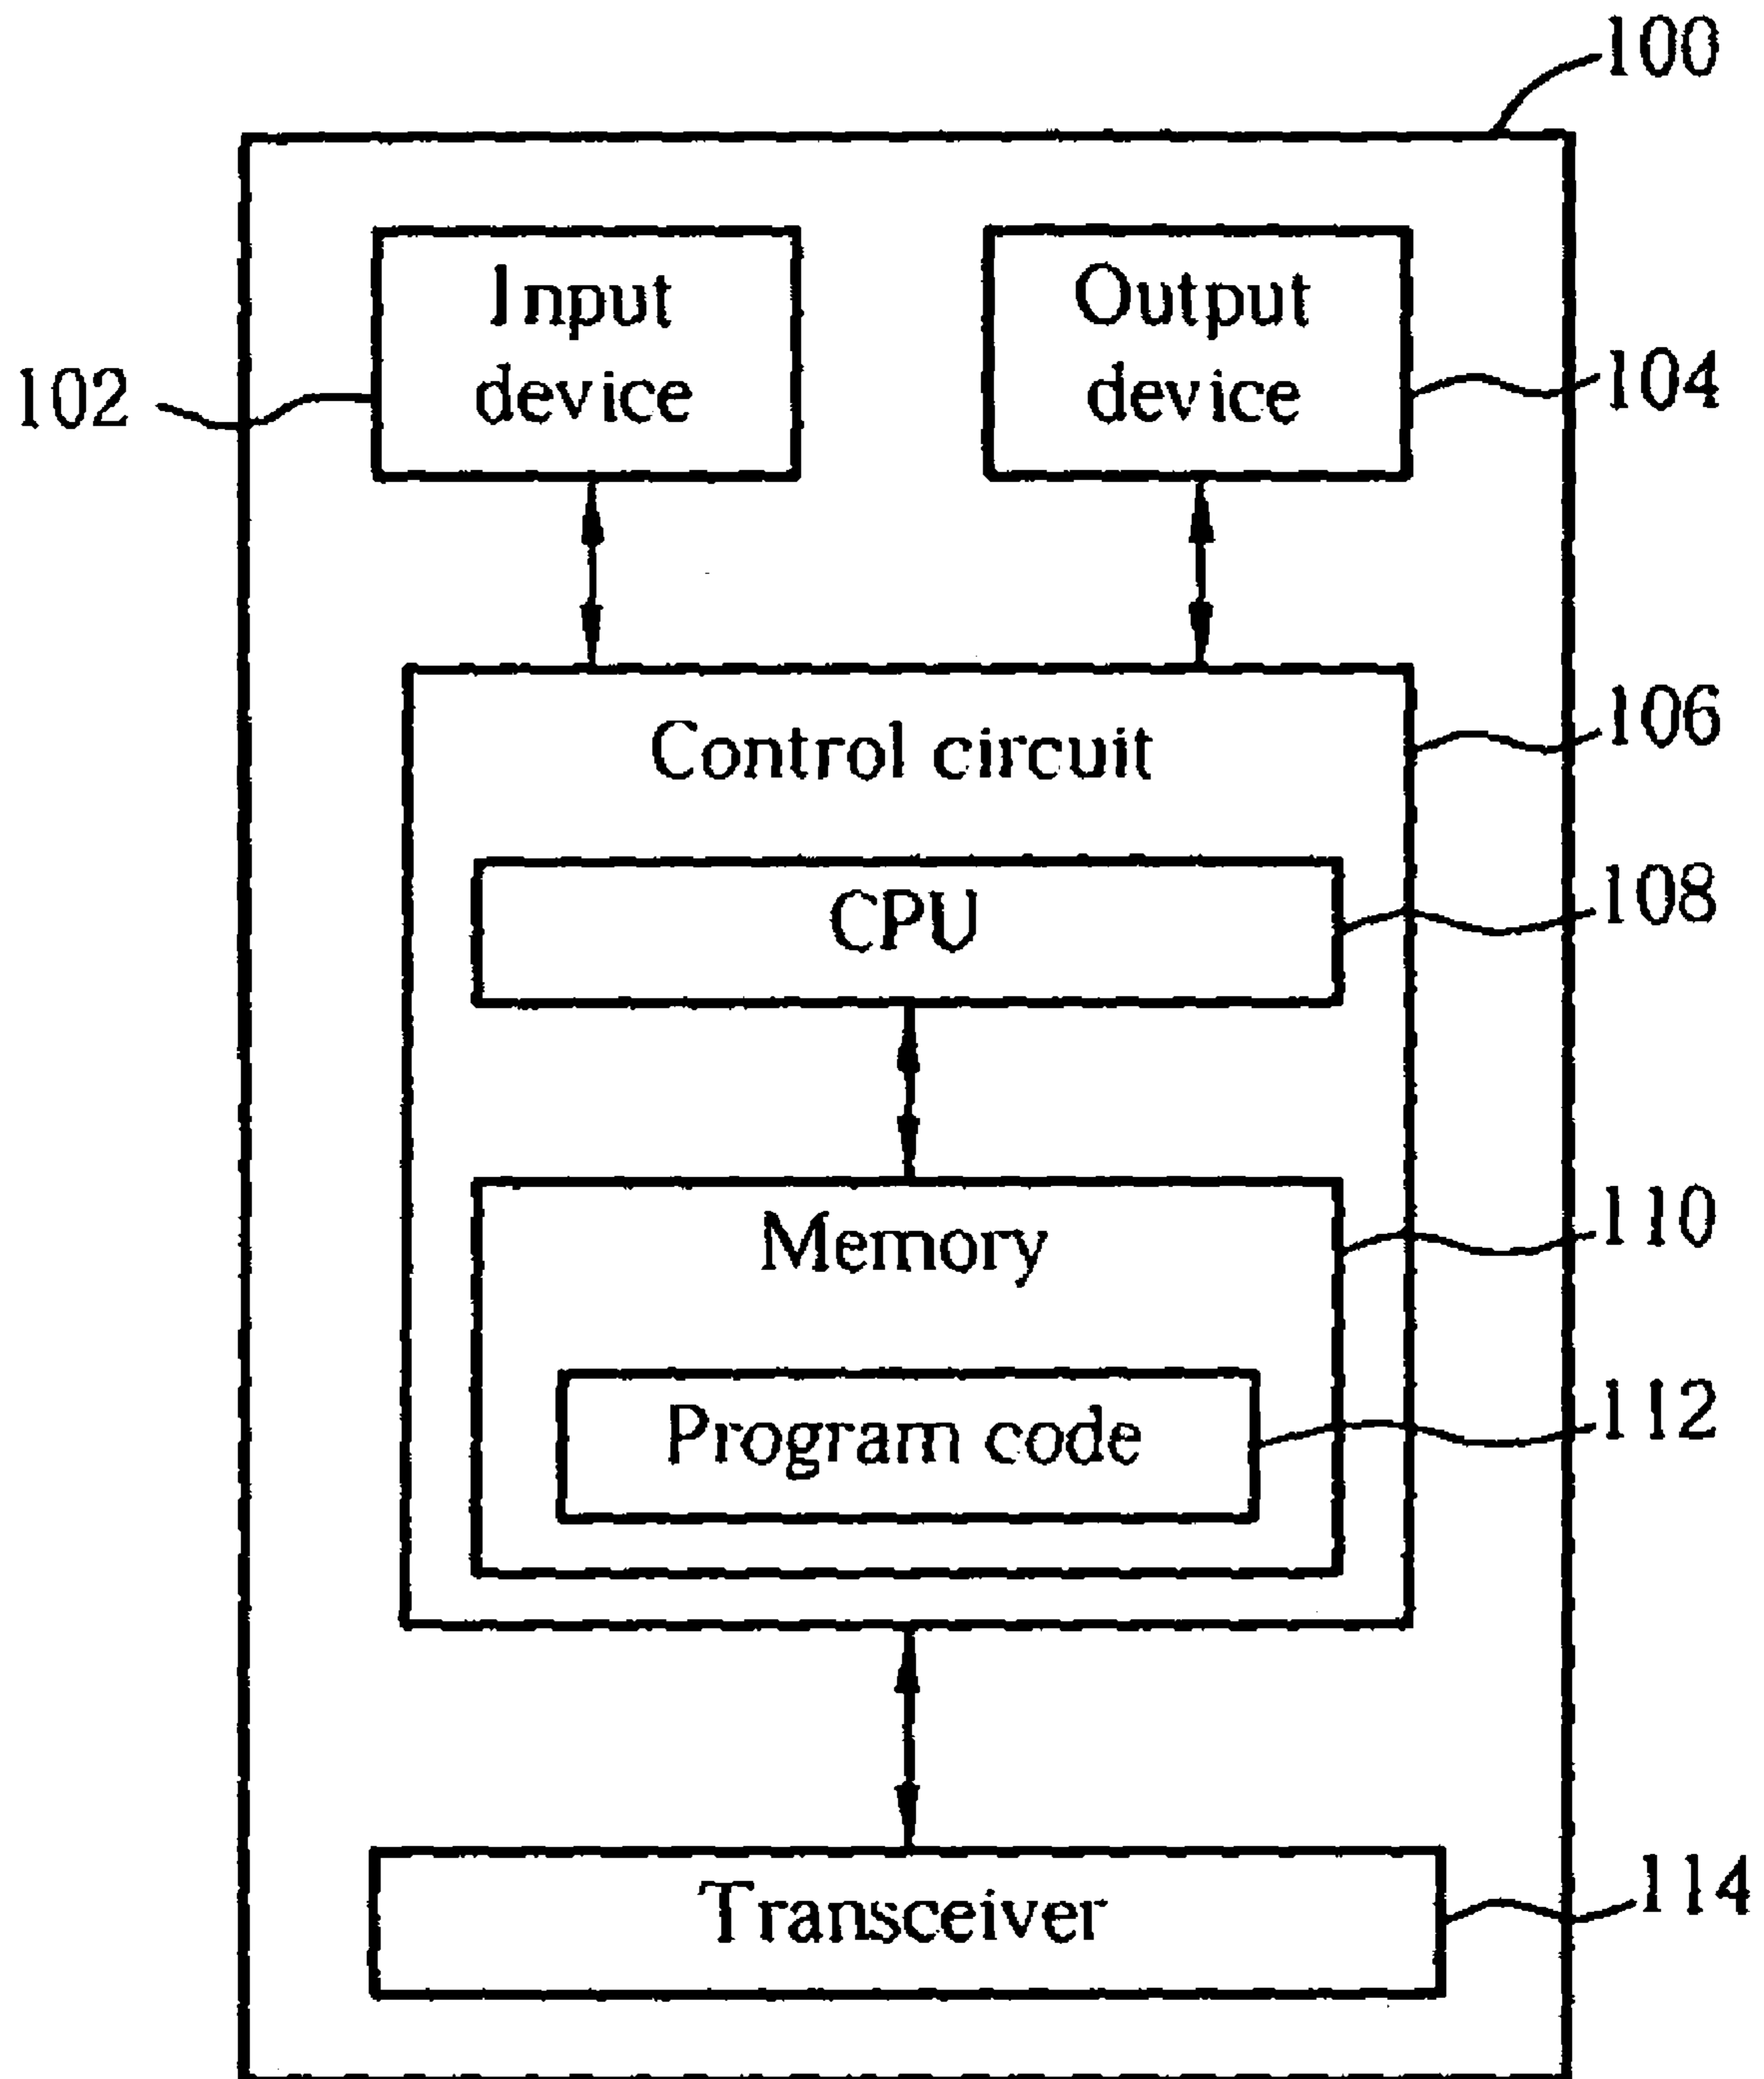 100
Input
device
Output
device
102
104
Control circuit
106
CPU
108
Memory
110
Program code
112
Transceiver
114